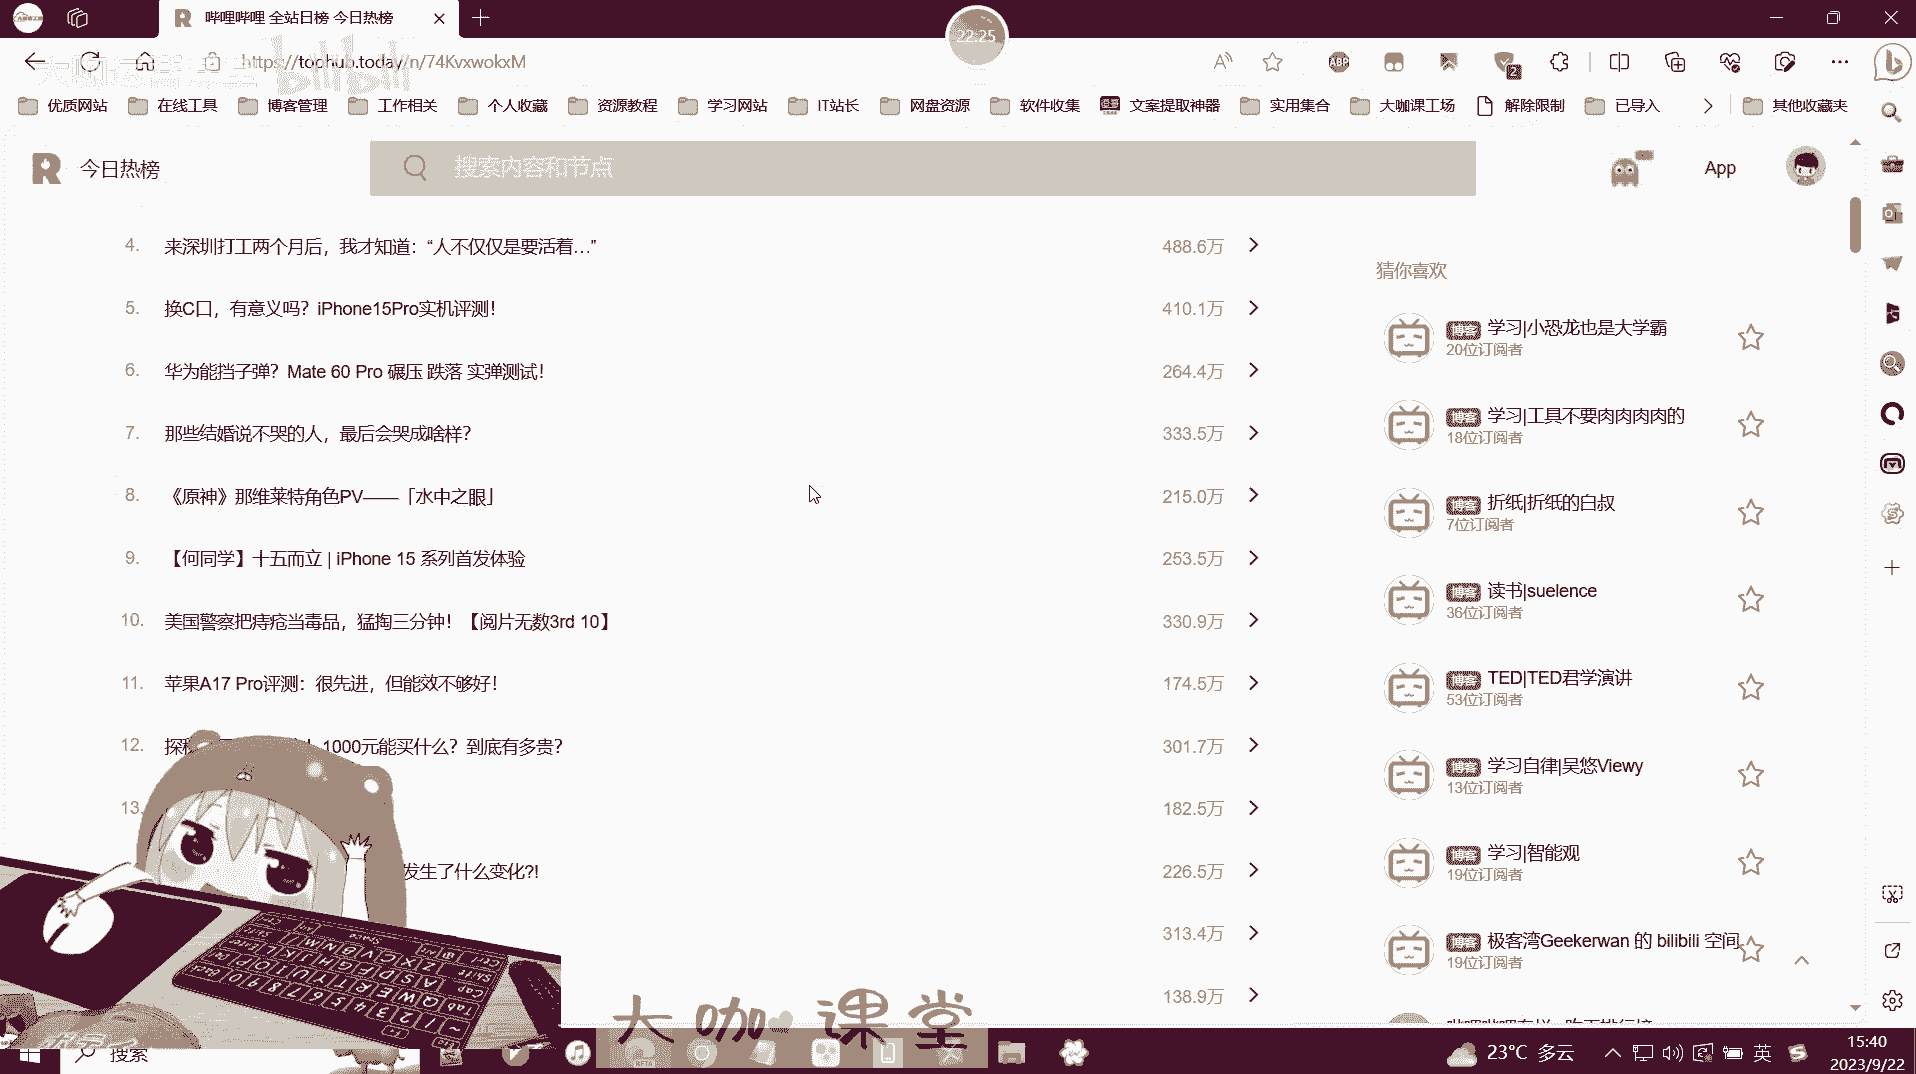 哔哩哔哩 全站日榜 今日热榜
22:25
https://tophub.today/n/74KvxwokxM
ABP
2
优质网站 在线工具 博客管理 工作相关 个人收藏 资源教程 学习网站 IT站长 网盘资源 软件收集 文案提取神器 实用集合 大咖课工场 解除限制 已导入 其他收藏夹
今日热榜 搜索内容和节点 App
4. 来深圳打工两个月后，我才知道：“人不仅仅是要活着…” 488.6万
5. 换C口，有意义吗？iPhone15Pro实机评测！ 410.1万
6. 华为能挡子弹？Mate 60 Pro 碾压 跌落 实弹测试！ 264.4万
7. 那些结婚说不哭的人，最后会哭成啥样？ 333.5万
8. 《原神》那维莱特角色PV——「水中之眼」 215.0万
9. 【何同学】十五而立 | iPhone 15 系列首发体验 253.5万
10. 美国警察把痔疮当毒品，猛掏三分钟！【阅片无数3rd 10】 330.9万
11. 苹果A17 Pro评测：很先进，但能效不够好！ 174.5万
12. 1000元能买什么？到底有多贵？ 301.7万
13. 182.5万
发生了什么变化?! 226.5万
313.4万
138.9万
猜你喜欢
博客 学习|小恐龙也是大学霸
20位订阅者
博客 学习|工具不要肉肉肉肉的
18位订阅者
博客 折纸|折纸的白叔
7位订阅者
博客 读书|suelence
36位订阅者
博客 TED|TED君学演讲
53位订阅者
博客 学习自律|吴悠Viewy
13位订阅者
博客 学习|智能观
19位订阅者
博客 极客湾Geekerwan 的 bilibili 空间
19位订阅者
大咖课堂
搜索
23°C 多云
英
15:40
2023/9/22